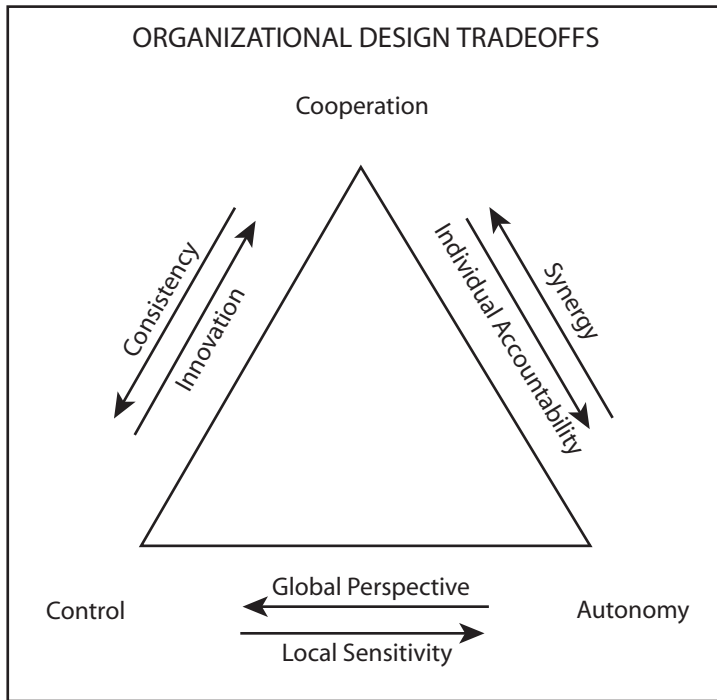 ORGANIZATIONAL DESIGN TRADEOFFS
Cooperation
Consistency
Innovation
Individual Accountability
Synergy
Global Perspective
Control
Autonomy
Local Sensitivity